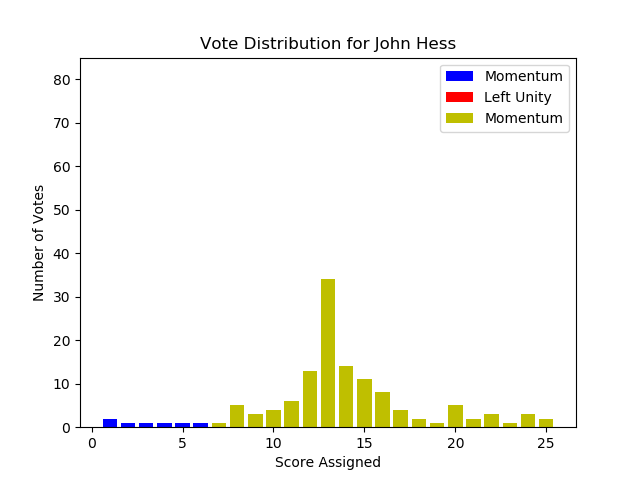 Vote Distribution for John Hess
Momentum
Left Unity
Momentum
80
70
60
50
40
30
20
10
0
Number of Votes
0 5 10 15 20 25
Score Assigned